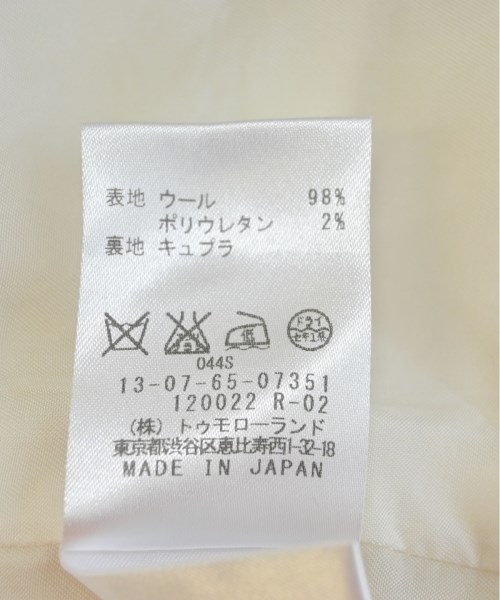 表地 ウール 98%
ポリウレタン 2%
裏地 キュプラ
低
ドライ
セキユ系
044S
13-07-65-07351
120022 R-02
(株) トゥモローランド
東京都渋谷区恵比寿西1-32-18
MADE IN JAPAN